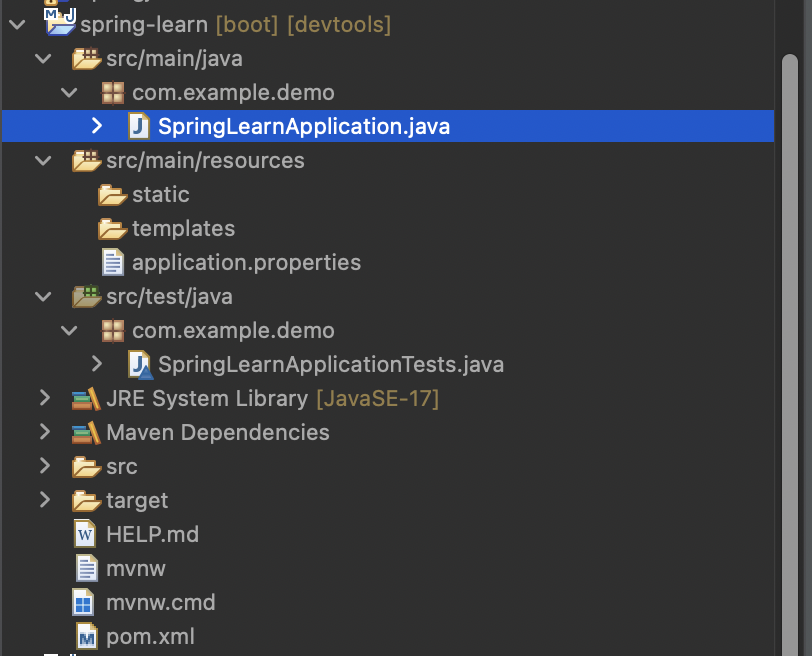 spring-learn [boot] [devtools]
src/main/java
com.example.demo
SpringLearnApplication.java
src/main/resources
static
templates
application.properties
src/test/java
com.example.demo
SpringLearnApplicationTests.java
JRE System Library [JavaSE-17]
Maven Dependencies
src
target
HELP.md
mvnw
mvnw.cmd
pom.xml